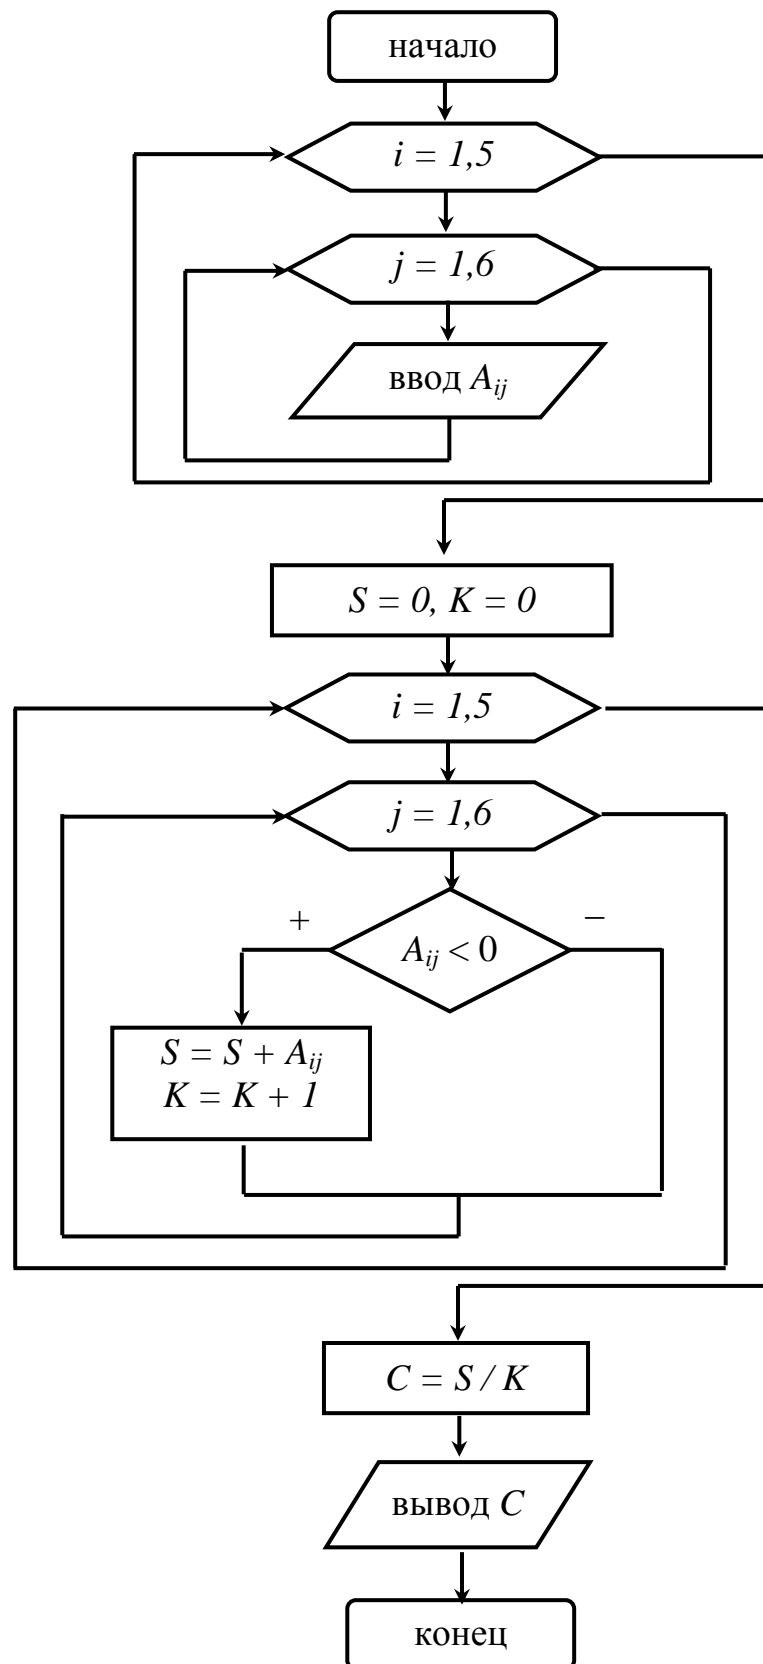 начало
i = 1,5
j = 1,6
ввод Aij
S = 0, K = 0
i = 1,5
j = 1,6
+
−
Aij < 0
S = S + Aij
K = K + 1
C = S / K
вывод C
конец